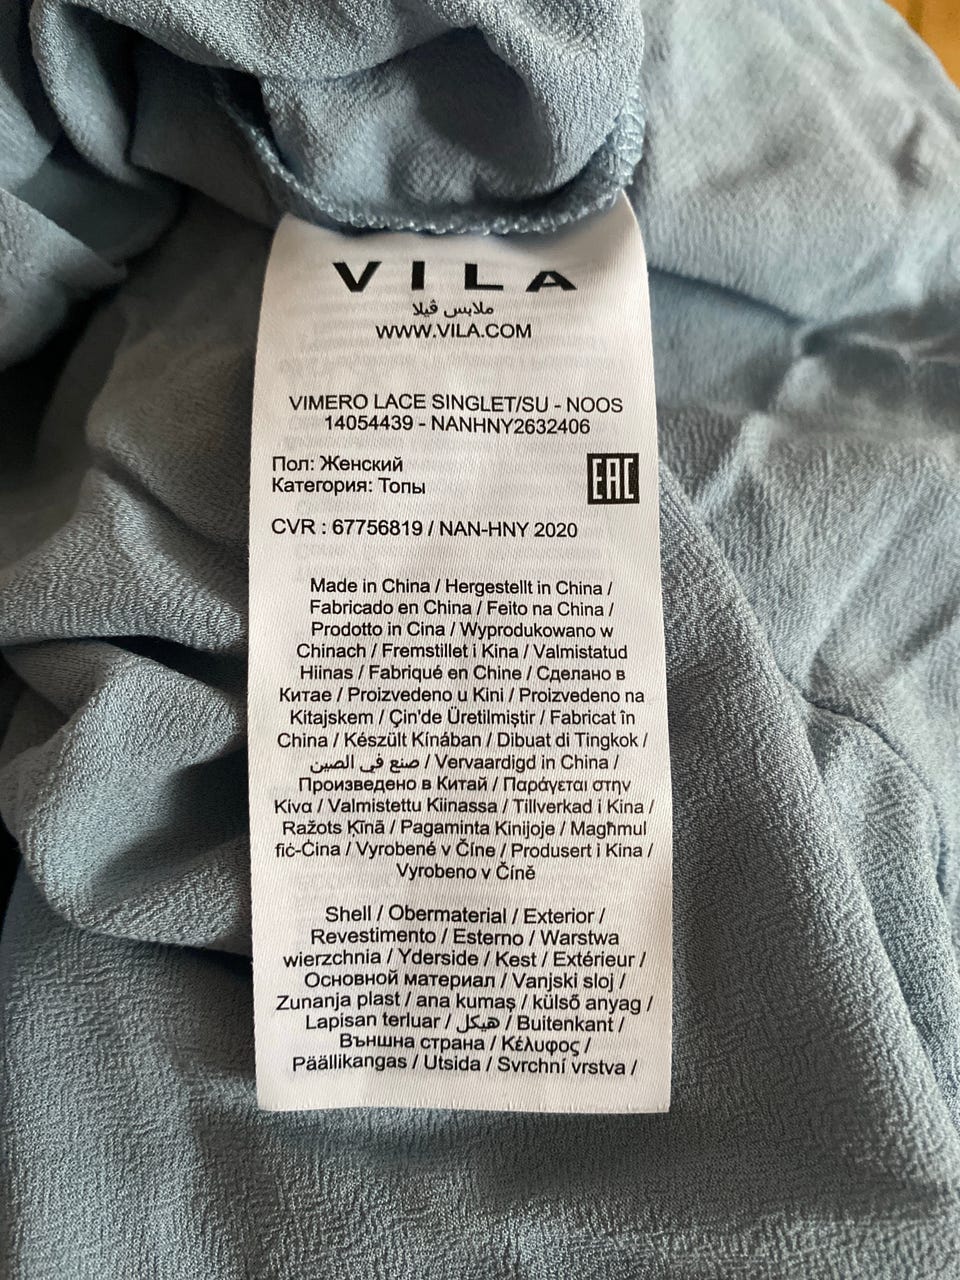 VILA
ملابس ڤيلا
WWW.VILA.COM
VIMERO LACE SINGLET/SU - NOOS
14054439 - NANHNY2632406
Пол: Женский
Категория: Топы
EAC
CVR : 67756819 / NAN-HNY 2020
Made in China / Hergestellt in China /
Fabricado en China / Feito na China /
Prodotto in Cina / Wyprodukowano w
Chinach / Fremstillet i Kina / Valmistatud
Hiinas / Fabriqué en Chine / Сделано в
Китае / Proizvedeno u Kini / Proizvedeno na
Kitajskem / Çin'de Üretilmiştir / Fabricat în
China / Készült Kínában / Dibuat di Tingkok /
صنع في الصين / Vervaardigd in China /
Произведено в Китай / Παράγεται στην
Κίνα / Valmistettu Kiinassa / Tillverkad i Kina /
Ražots Ķīnā / Pagaminta Kinijoje / Magħmul
fiċ-Ċina / Vyrobené v Číne / Produsert i Kina /
Vyrobeno v Číně
Shell / Obermaterial / Exterior /
Revestimento / Esterno / Warstwa
wierzchnia / Yderside / Kest / Extérieur /
Основной материал / Vanjski sloj /
Zunanja plast / ana kumaş / külső anyag /
Lapisan terluar / هيكل / Buitenkant /
Външна страна / Κέλυφος /
Päällikangas / Utsida / Svrchní vrstva /